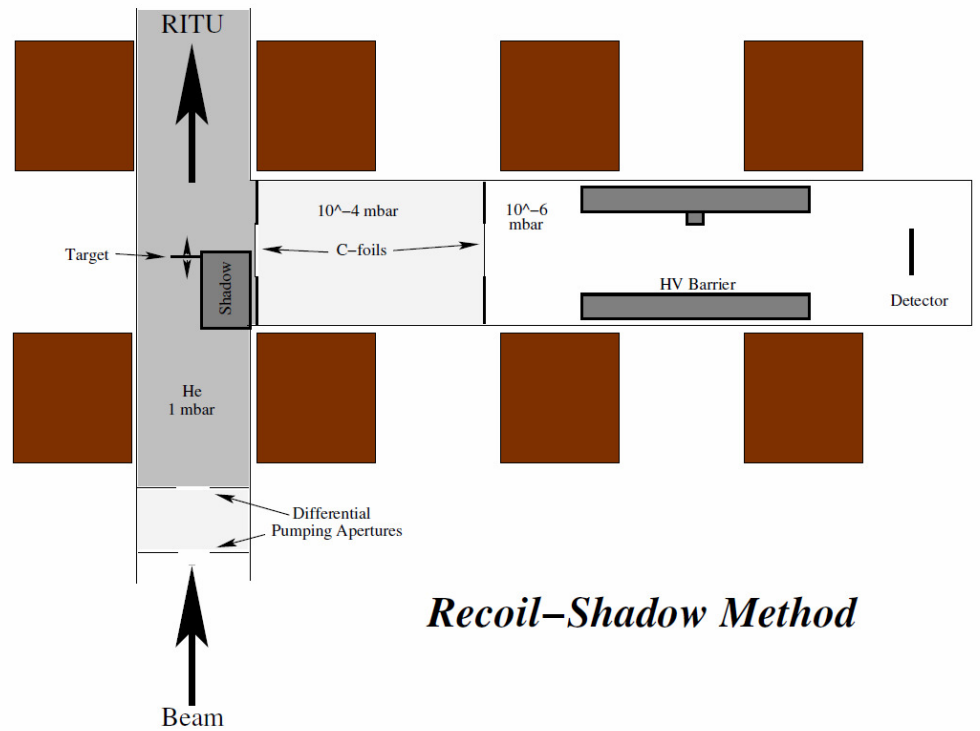 RITU
10^−4 mbar
10^−6
mbar
C−foils
Target
Shadow
HV Barrier
Detector
He
1 mbar
Differential
Pumping Apertures
Recoil−Shadow Method
Beam